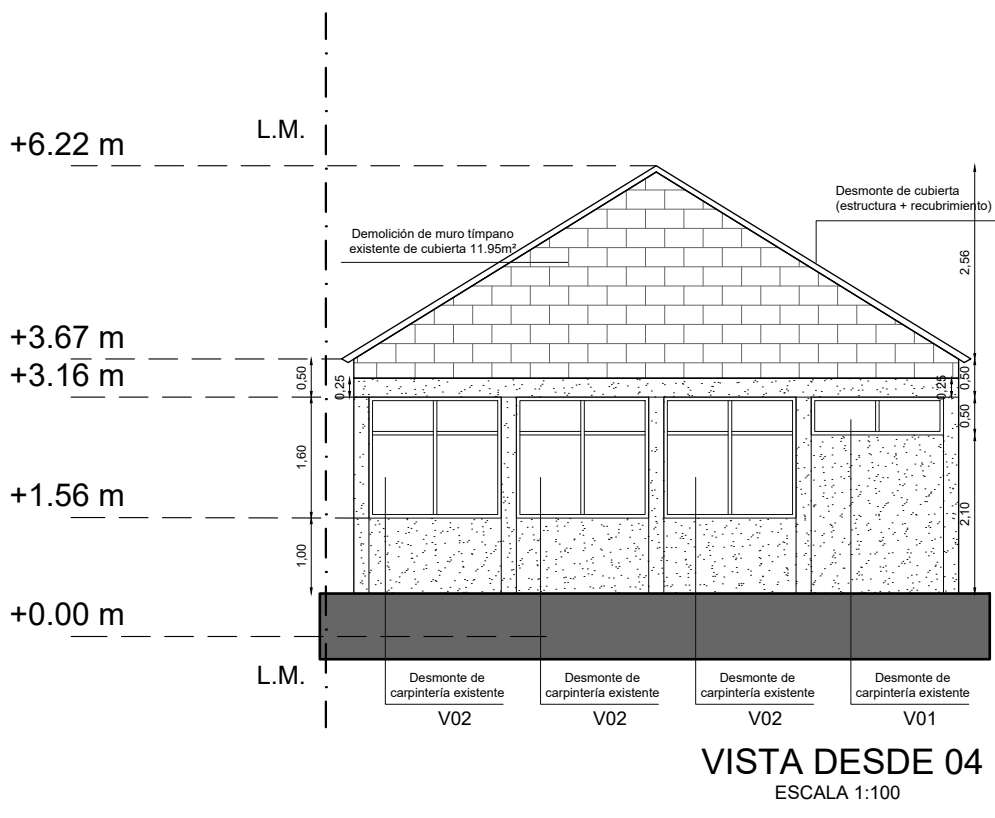 L.M.
+6.22 m
Desmonte de cubierta
(estructura + recubrimiento)
Demolición de muro tímpano
existente de cubierta 11.95m²
2,56
+3.67 m
+3.16 m
0,50
0,25
0,25
0,50
0,50
1,60
+1.56 m
2,10
1,00
+0.00 m
L.M.
Desmonte de
carpintería existente
V02
Desmonte de
carpintería existente
V02
Desmonte de
carpintería existente
V02
Desmonte de
carpintería existente
V01
VISTA DESDE 04
ESCALA 1:100